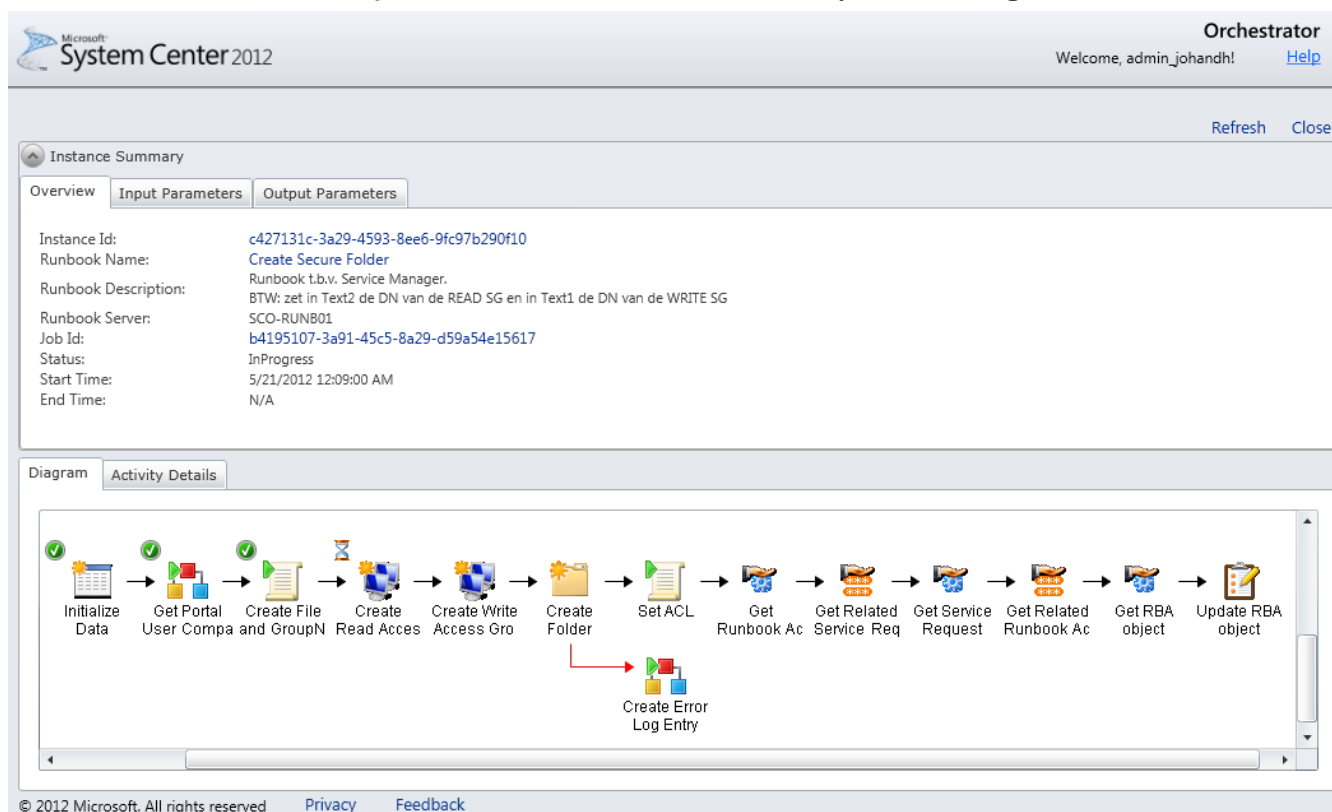 Orchestrator
Microsoft
System Center 2012
Welcome, admin_johandh! Help
Refresh Close
Instance Summary
Overview Input Parameters Output Parameters
Instance Id: c427131c-3a29-4593-8ee6-9fc97b290f10
Runbook Name: Create Secure Folder
Runbook Description: Runbook t.b.v. Service Manager.
BTW: zet in Text2 de DN van de READ SG en in Text1 de DN van de WRITE SG
Runbook Server: SCO-RUNB01
Job Id: b4195107-3a91-45c5-8a29-d59a54e15617
Status: InProgress
Start Time: 5/21/2012 12:09:00 AM
End Time: N/A
Diagram Activity Details
Initialize Get Portal Create File Create Create Write Create Set ACL Get Get Related Get Service Get Related Get RBA Update RBA
Data User Compa and GroupN Read Acces Access Gro Folder Runbook Ac Service Req Request Runbook Ac object object
Create Error
Log Entry
© 2012 Microsoft. All rights reserved Privacy Feedback